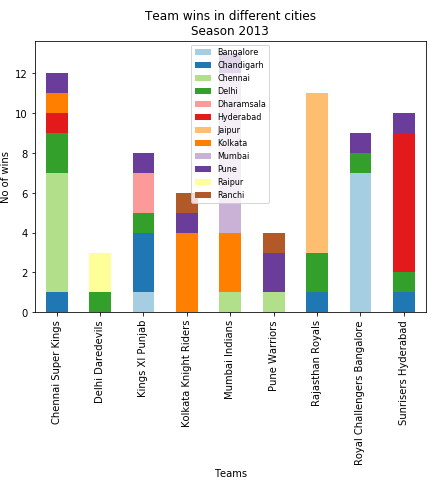 Team wins in different cities
Season 2013
No of wins
12
10
8
6
4
2
0
Bangalore
Chandigarh
Chennai
Delhi
Dharamsala
Hyderabad
Jaipur
Kolkata
Mumbai
Pune
Raipur
Ranchi
Chennai Super Kings
Delhi Daredevils
Kings XI Punjab
Kolkata Knight Riders
Mumbai Indians
Pune Warriors
Rajasthan Royals
Royal Challengers Bangalore
Sunrisers Hyderabad
Teams